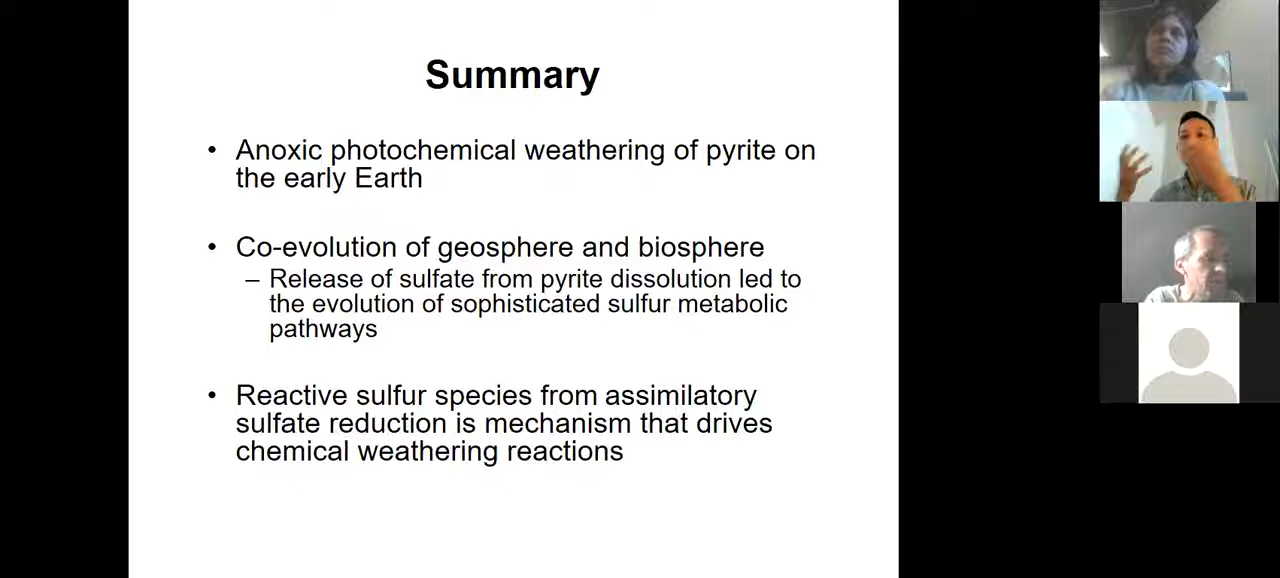 Summary
• Anoxic photochemical weathering of pyrite on
the early Earth
• Co-evolution of geosphere and biosphere
– Release of sulfate from pyrite dissolution led to
the evolution of sophisticated sulfur metabolic
pathways
• Reactive sulfur species from assimilatory
sulfate reduction is mechanism that drives
chemical weathering reactions